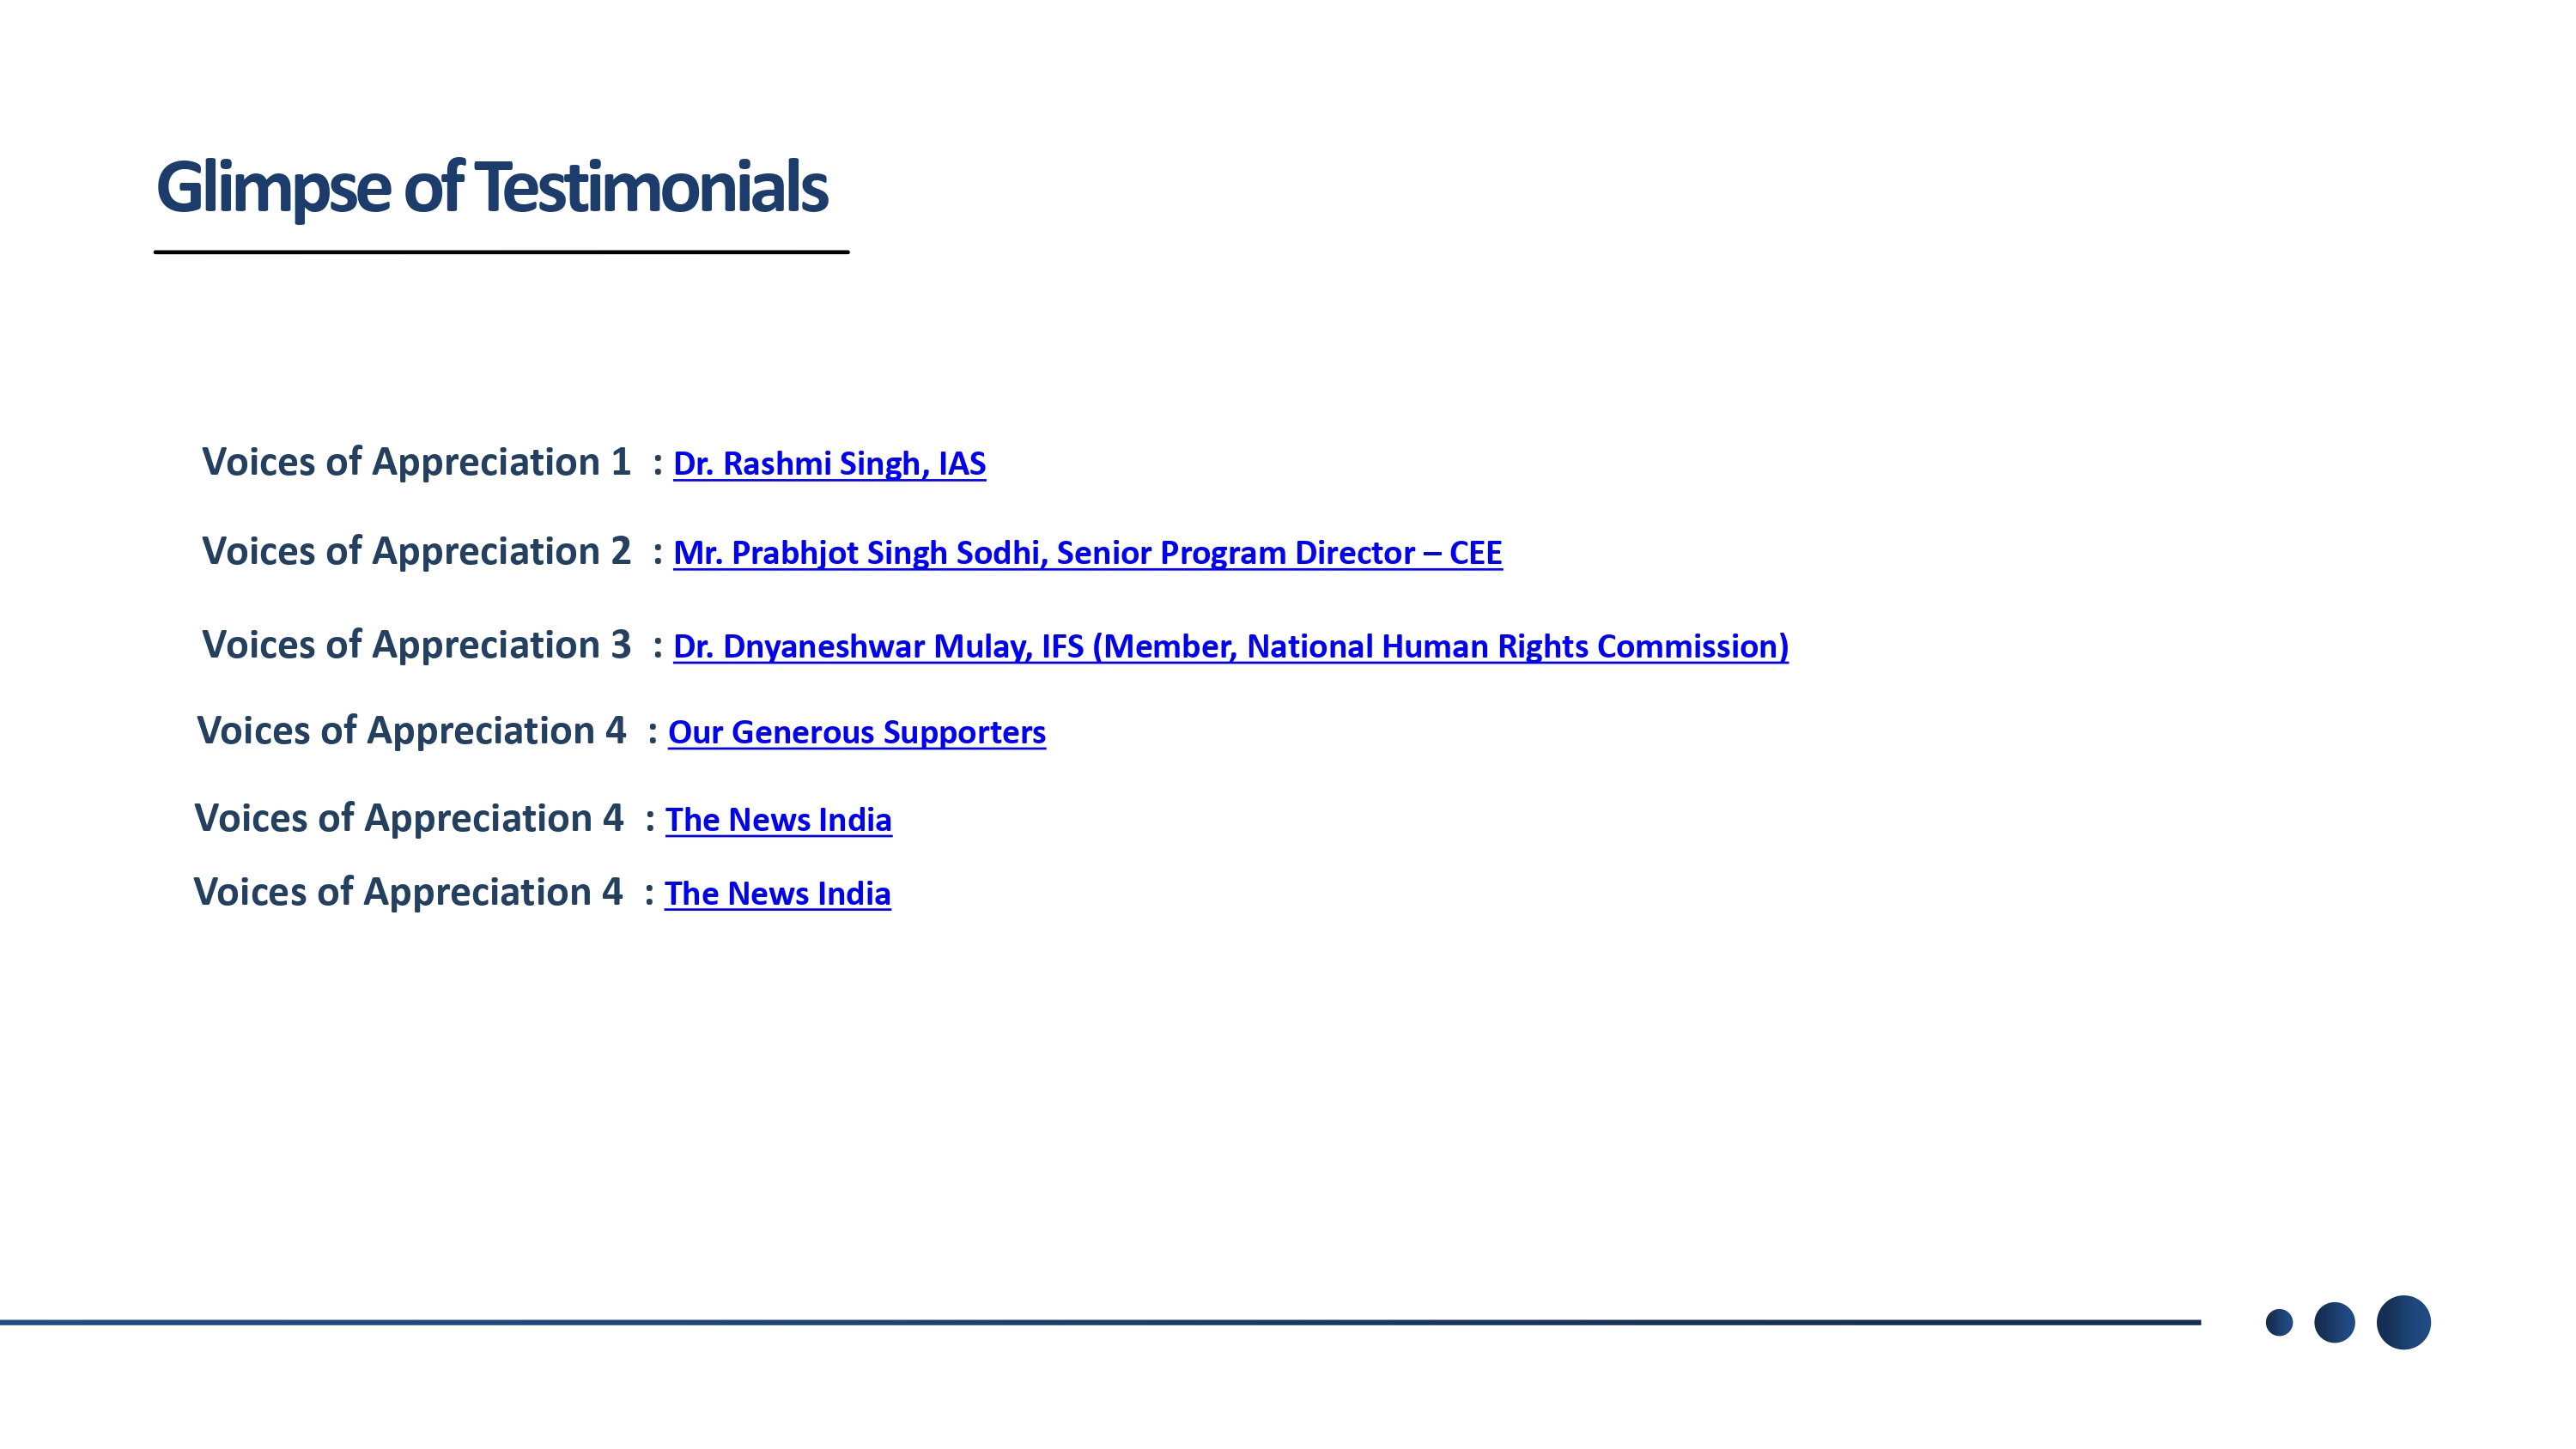 Glimpse of Testimonials
Voices of Appreciation 1 : Dr. Rashmi Singh, IAS
Voices of Appreciation 2 : Mr. Prabhjot Singh Sodhi, Senior Program Director – CEE
Voices of Appreciation 3 : Dr. Dnyaneshwar Mulay, IFS (Member, National Human Rights Commission)
Voices of Appreciation 4 : Our Generous Supporters
Voices of Appreciation 4 : The News India
Voices of Appreciation 4 : The News India